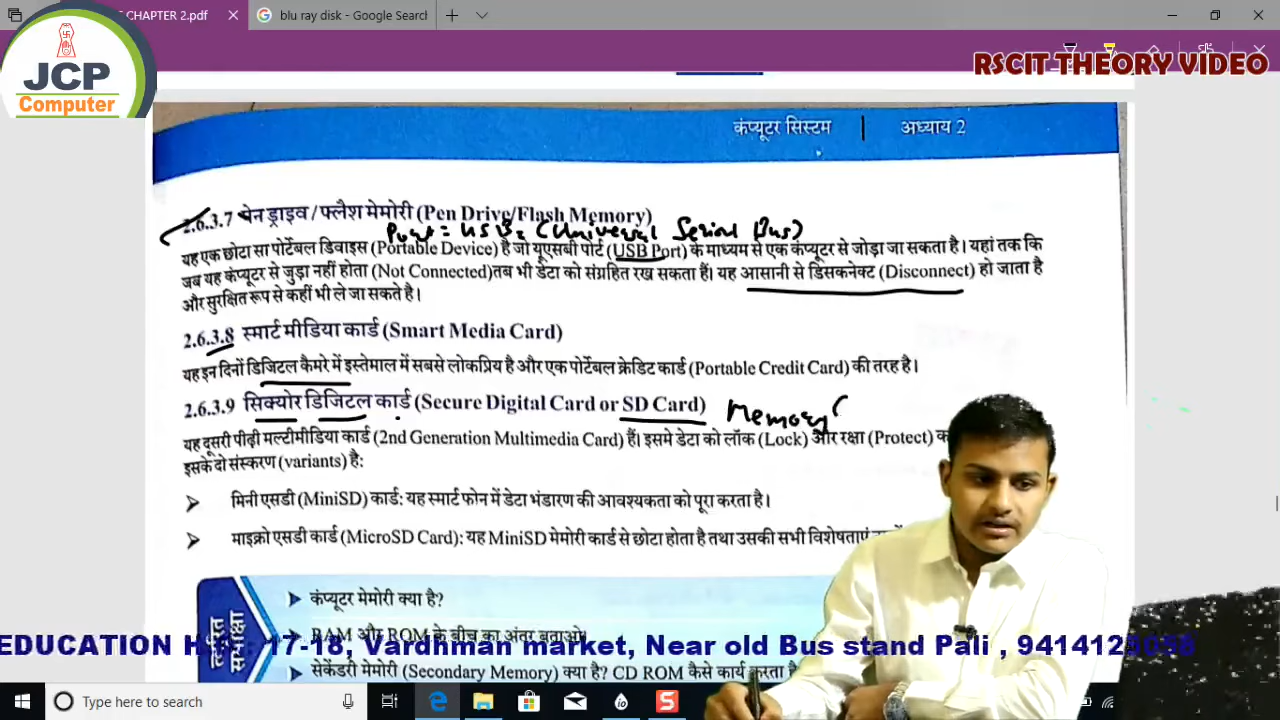 CHAPTER 2.pdf
blu ray disk - Google Search
JCP
Computer
RSCIT THEORY VIDEO
कंप्यूटर सिस्टम | अध्याय 2
2.6.3.7 पेन ड्राइव/फ्लैश मेमोरी (Pen Drive/Flash Memory)
Port = USB = (Universal Serial Bus)
यह एक छोटा सा पोर्टेबल डिवाइस (Portable Device) है जो यूएसबी पोर्ट (USB Port) के माध्यम से एक कंप्यूटर से जोड़ा जा सकता है। यहां तक कि
जब यह कंप्यूटर से जुड़ा नहीं होता (Not Connected) तब भी डेटा को संग्रहित रख सकता हैं। यह आसानी से डिसकनेक्ट (Disconnect) हो जाता है
और सुरक्षित रूप से कहीं भी ले जा सकते है।
2.6.3.8 स्मार्ट मीडिया कार्ड (Smart Media Card)
यह इन दिनों डिजिटल कैमरे में इस्तेमाल में सबसे लोकप्रिय है और एक पोर्टेबल क्रेडिट कार्ड (Portable Credit Card) की तरह है।
2.6.3.9 सिक्योर डिजिटल कार्ड (Secure Digital Card or SD Card) Memory (
यह दूसरी पीढ़ी मल्टीमीडिया कार्ड (2nd Generation Multimedia Card) हैं। इसमे डेटा को लॉक (Lock) और रक्षा (Protect)
इसके दो संस्करण (variants) है:
➤ मिनी एसडी (MiniSD) कार्ड: यह स्मार्ट फोन में डेटा भंडारण की आवश्यकता को पूरा करता है।
➤ माइक्रो एसडी कार्ड (MicroSD Card): यह MiniSD मेमोरी कार्ड से छोटा होता है तथा उसकी सभी विशेषताएं
त्वरित समीक्षा
➤ कंप्यूटर मेमोरी क्या है?
➤ RAM और ROM के बीच का अंतर बताओ।
EDUCATION 17-18, Vardhman market, Near old Bus stand Pali , 9414123058
➤ सेकेंडरी मेमोरी (Secondary Memory) क्या है? CD ROM कैसे कार्य करता
Type here to search